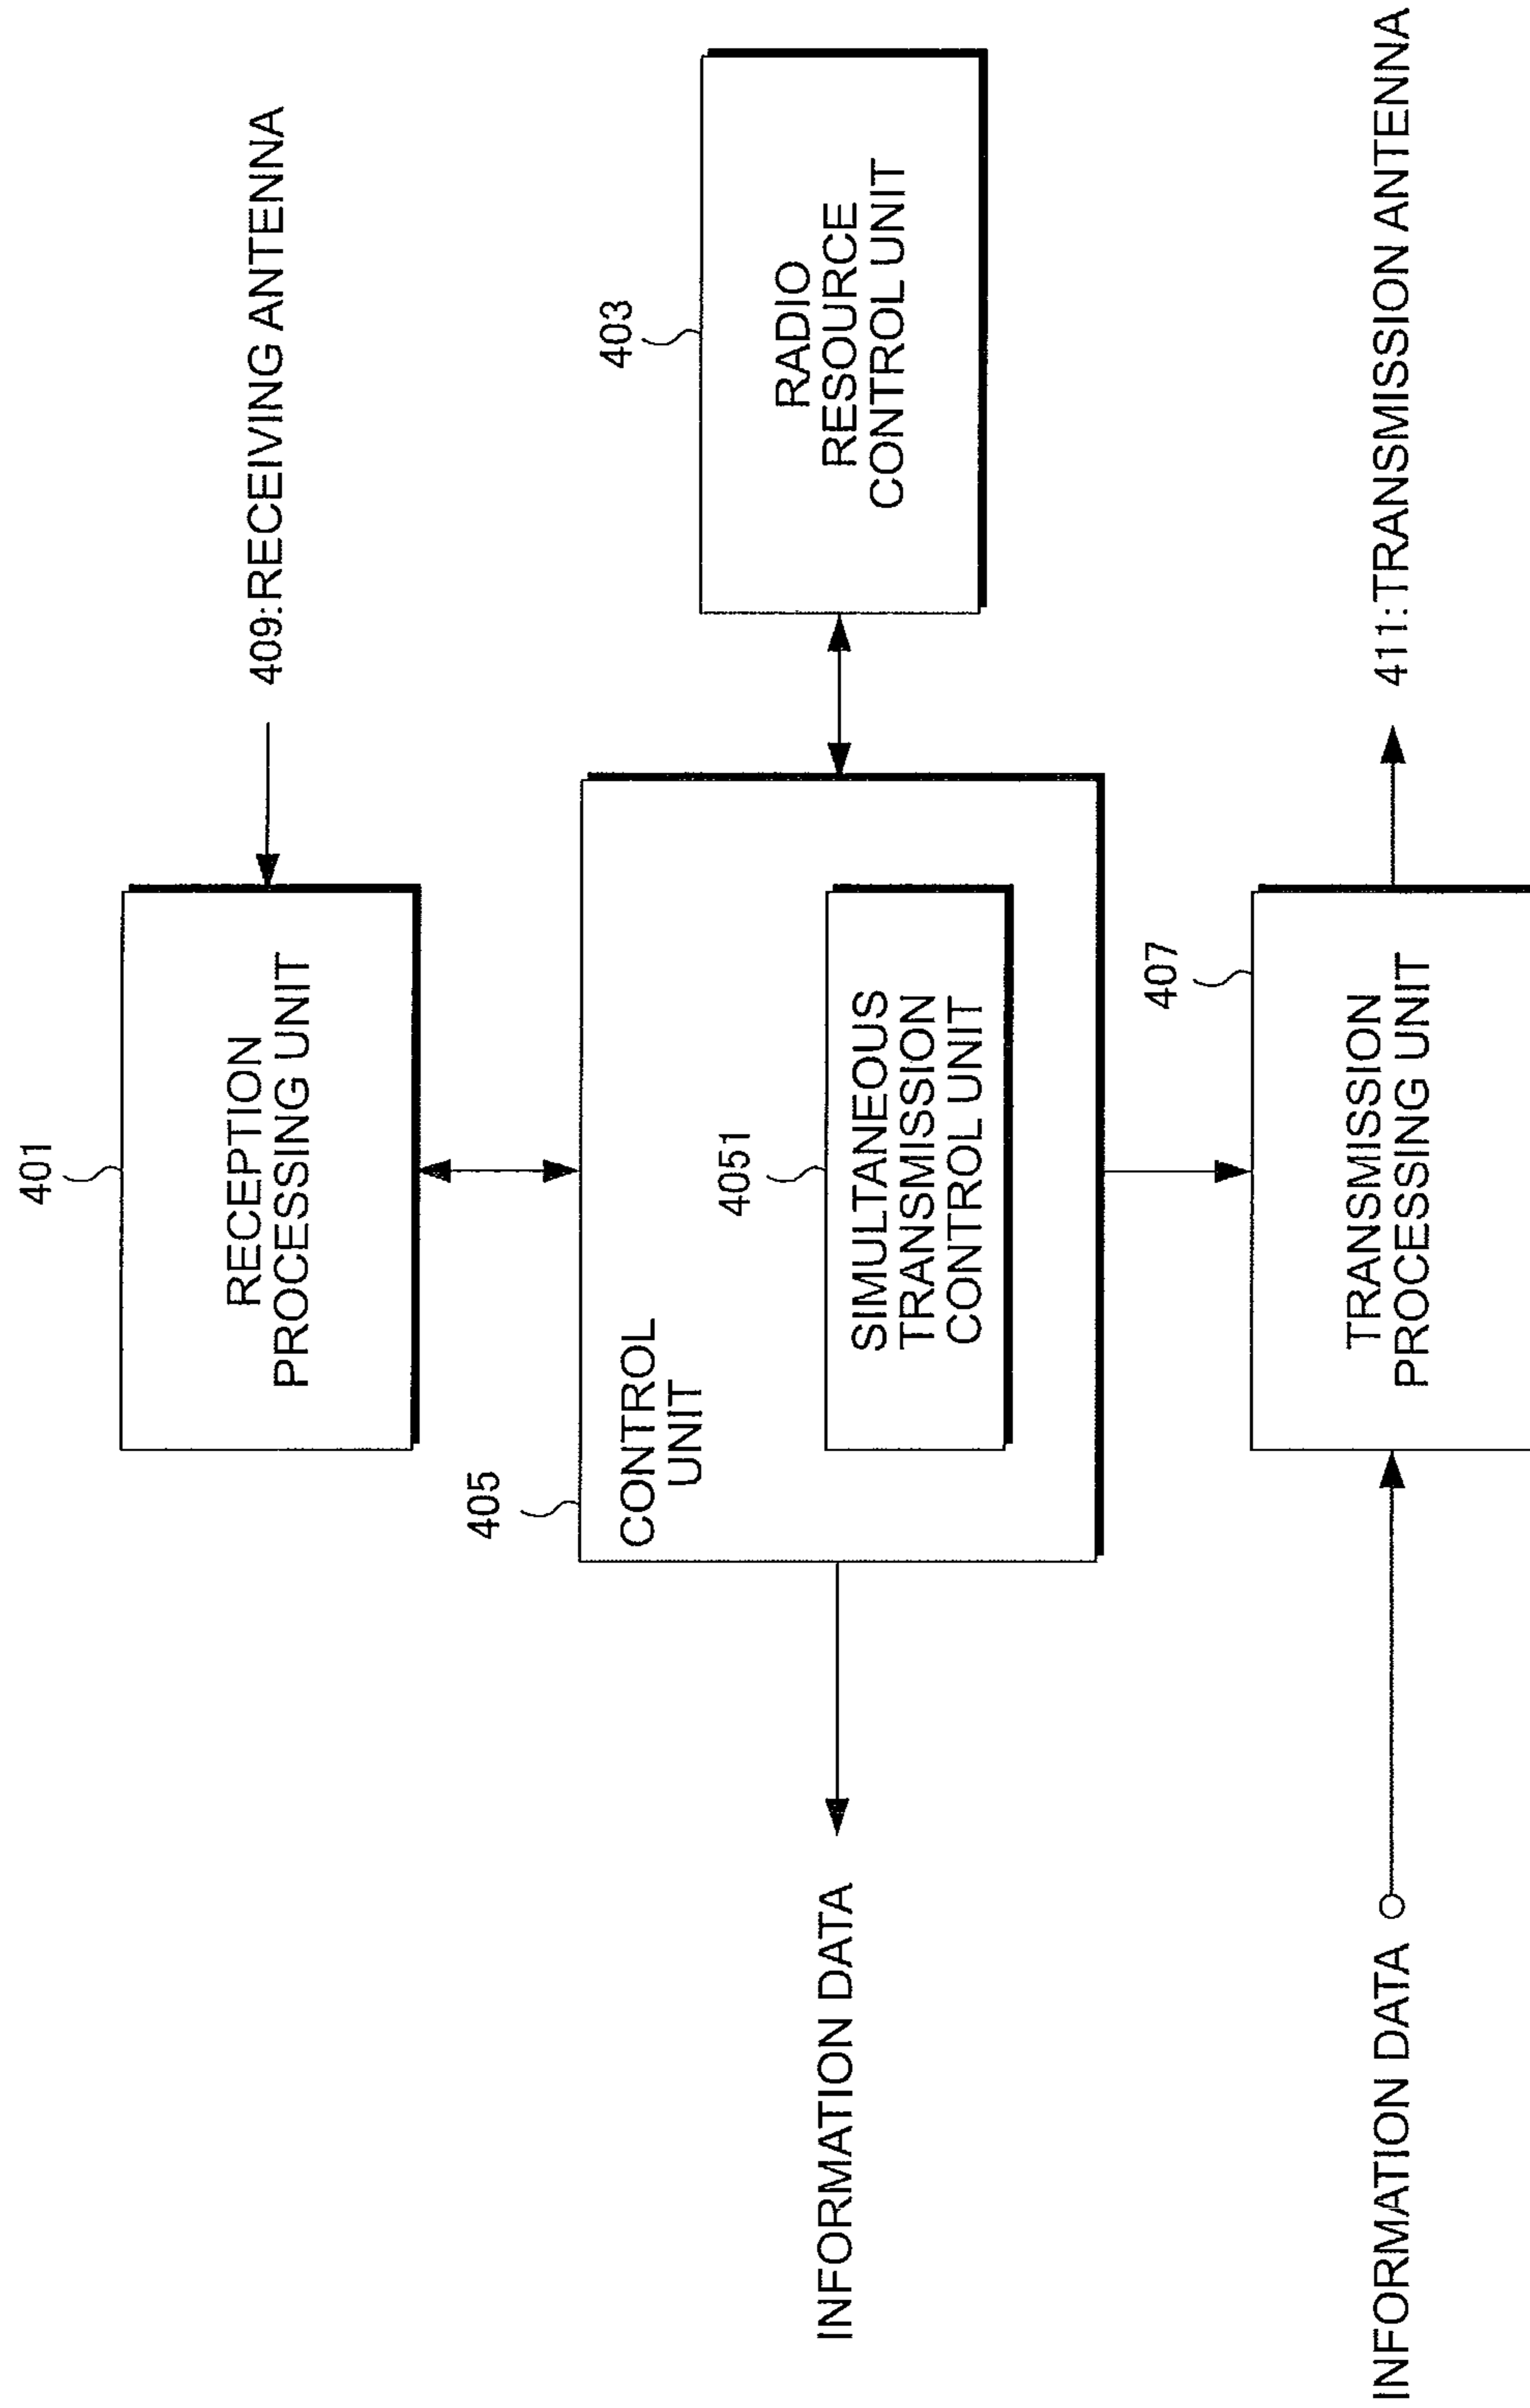 401
RECEPTION
PROCESSING UNIT
409:RECEIVING ANTENNA
405
CONTROL
UNIT
4051
SIMULTANEOUS
TRANSMISSION
CONTROL UNIT
403
RADIO
RESOURCE
CONTROL UNIT
INFORMATION DATA
407
TRANSMISSION
PROCESSING UNIT
INFORMATION DATA
411:TRANSMISSION ANTENNA